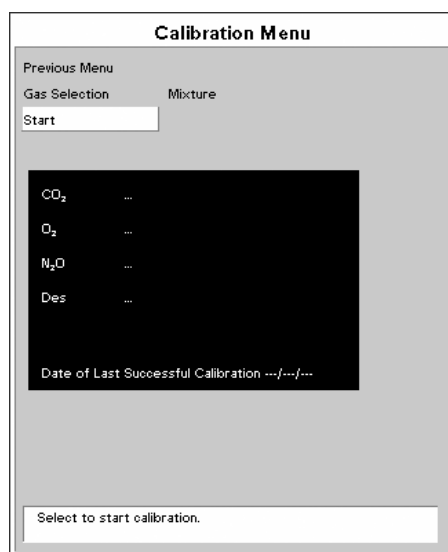 Calibration Menu
Previous Menu
Gas Selection Mixture
Start
CO₂ ...
O₂ ...
N₂O ...
Des ...
Date of Last Successful Calibration ---/---/---
Select to start calibration.